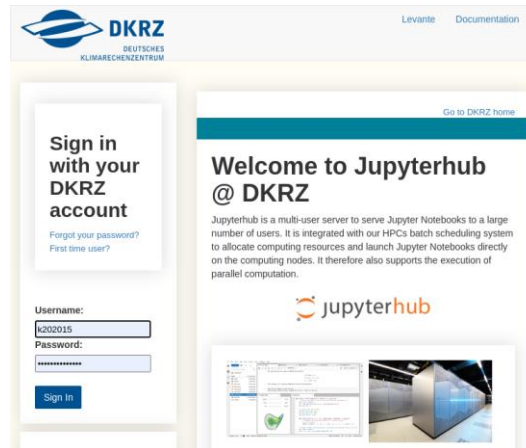 DKRZ
DEUTSCHES
KLIMARECHENZENTRUM
Levante
Documentation
Sign in
with your
DKRZ
account
Forgot your password?
First time user?
Username:
k202015
Password:
••••••••••••••
Sign In
Go to DKRZ home
Welcome to Jupyterhub
@ DKRZ
Jupyterhub is a multi-user server to serve Jupyter Notebooks to a large
number of users. It is integrated with our HPCs batch scheduling system
to allocate computing resources and launch Jupyter Notebooks directly
on the computing nodes. It therefore also supports the execution of
parallel computation.
jupyterhub